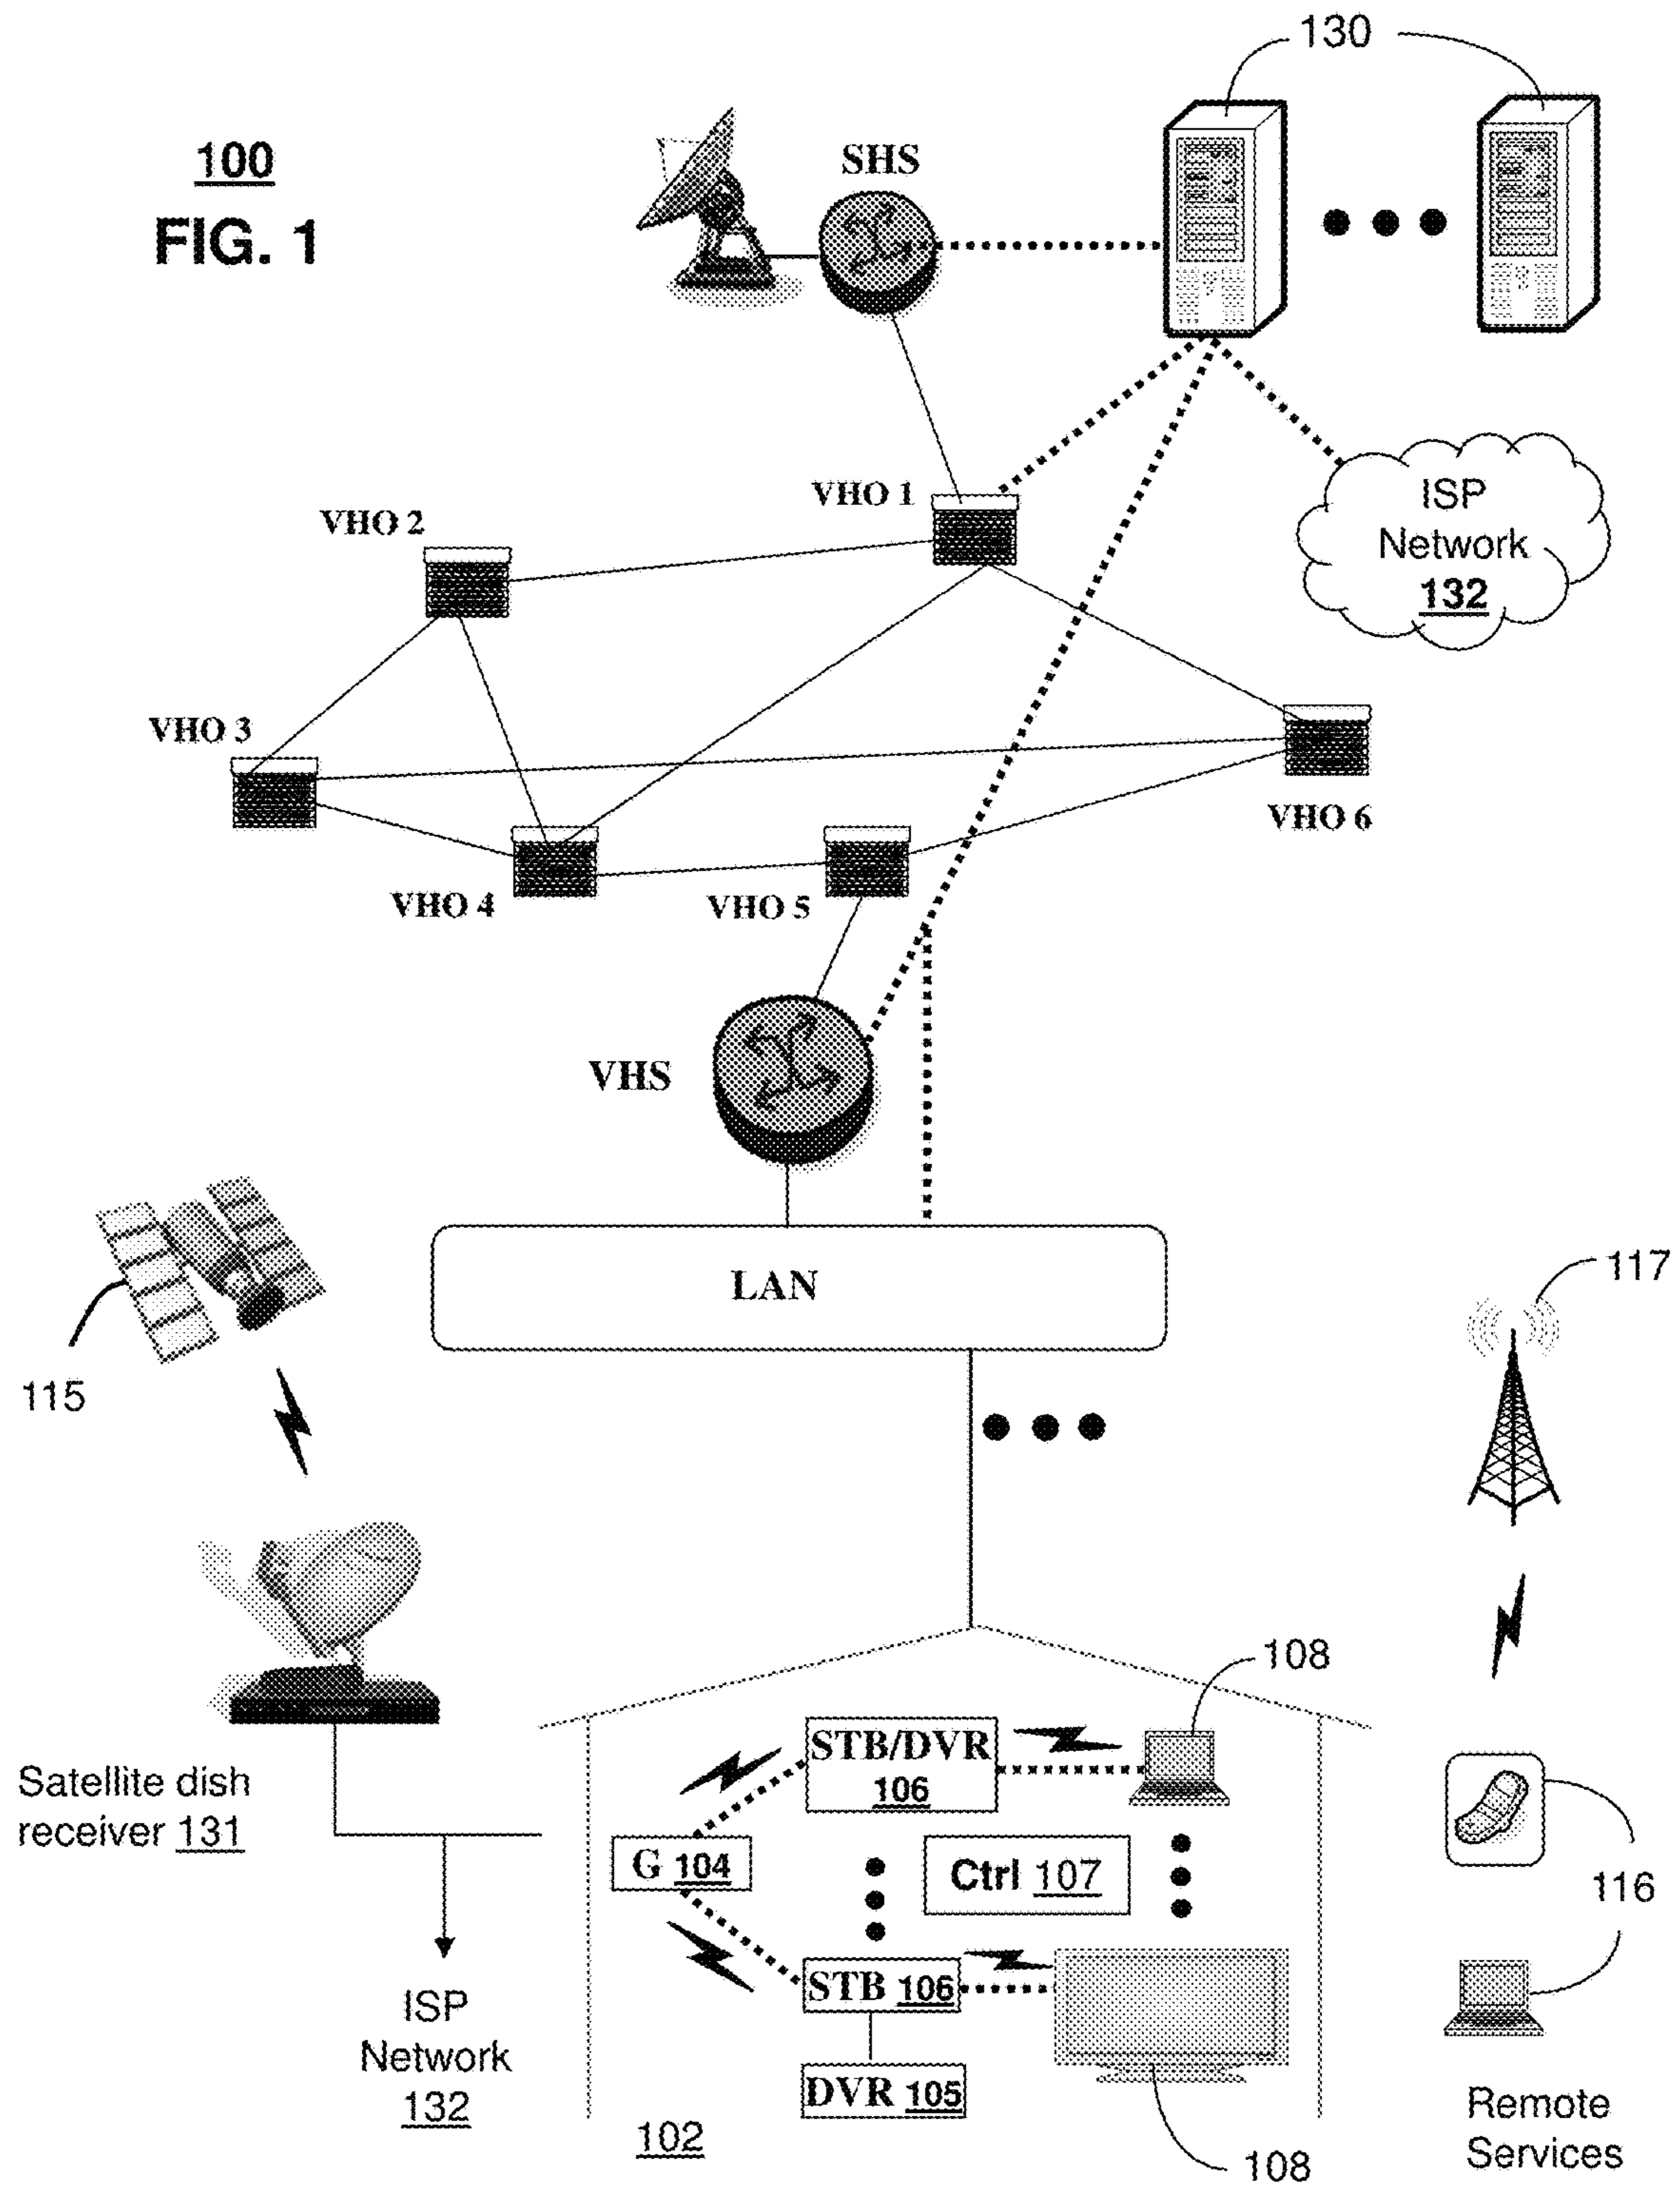 130
100
FIG. 1
SHS
ISP
Network
132
VHO 1
VHO 2
VHO 3
VHO 6
VHO 4
VHO 5
VHS
LAN
117
115
108
STB/DVR
106
Satellite dish
receiver 131
G 104
Ctrl 107
116
STB 106
ISP
Network
132
DVR 105
102
108
Remote
Services